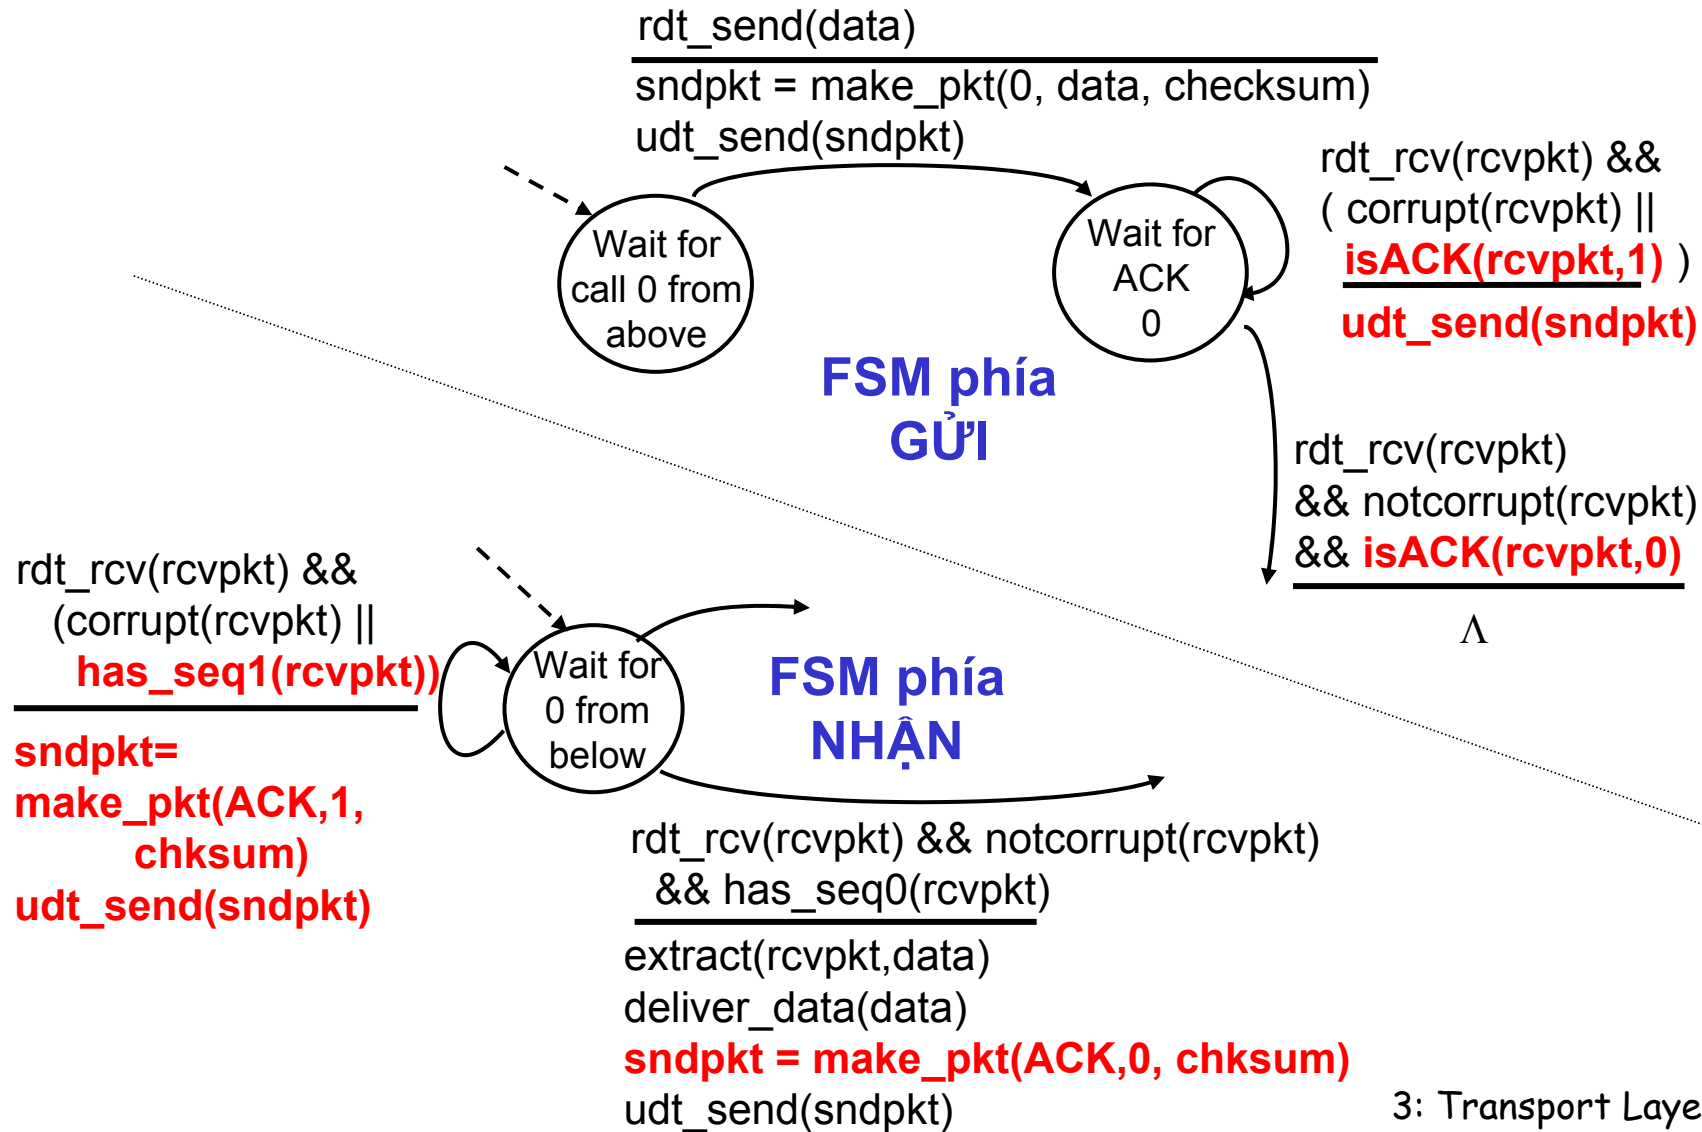 rdt_send(data)
sndpkt = make_pkt(0, data, checksum)
udt_send(sndpkt)
Wait for
call 0 from
above
Wait for
ACK
0
rdt_rcv(rcvpkt) &&
( corrupt(rcvpkt) ||
isACK(rcvpkt,1) )
udt_send(sndpkt)
FSM phía
GỬI
rdt_rcv(rcvpkt)
&& notcorrupt(rcvpkt)
&& isACK(rcvpkt,0)
Λ
rdt_rcv(rcvpkt) &&
(corrupt(rcvpkt) ||
has_seq1(rcvpkt))
sndpkt=
make_pkt(ACK,1,
chksum)
udt_send(sndpkt)
Wait for
0 from
below
FSM phía
NHẬN
rdt_rcv(rcvpkt) && notcorrupt(rcvpkt)
&& has_seq0(rcvpkt)
extract(rcvpkt,data)
deliver_data(data)
sndpkt = make_pkt(ACK,0, chksum)
udt_send(sndpkt)
3: Transport Laye